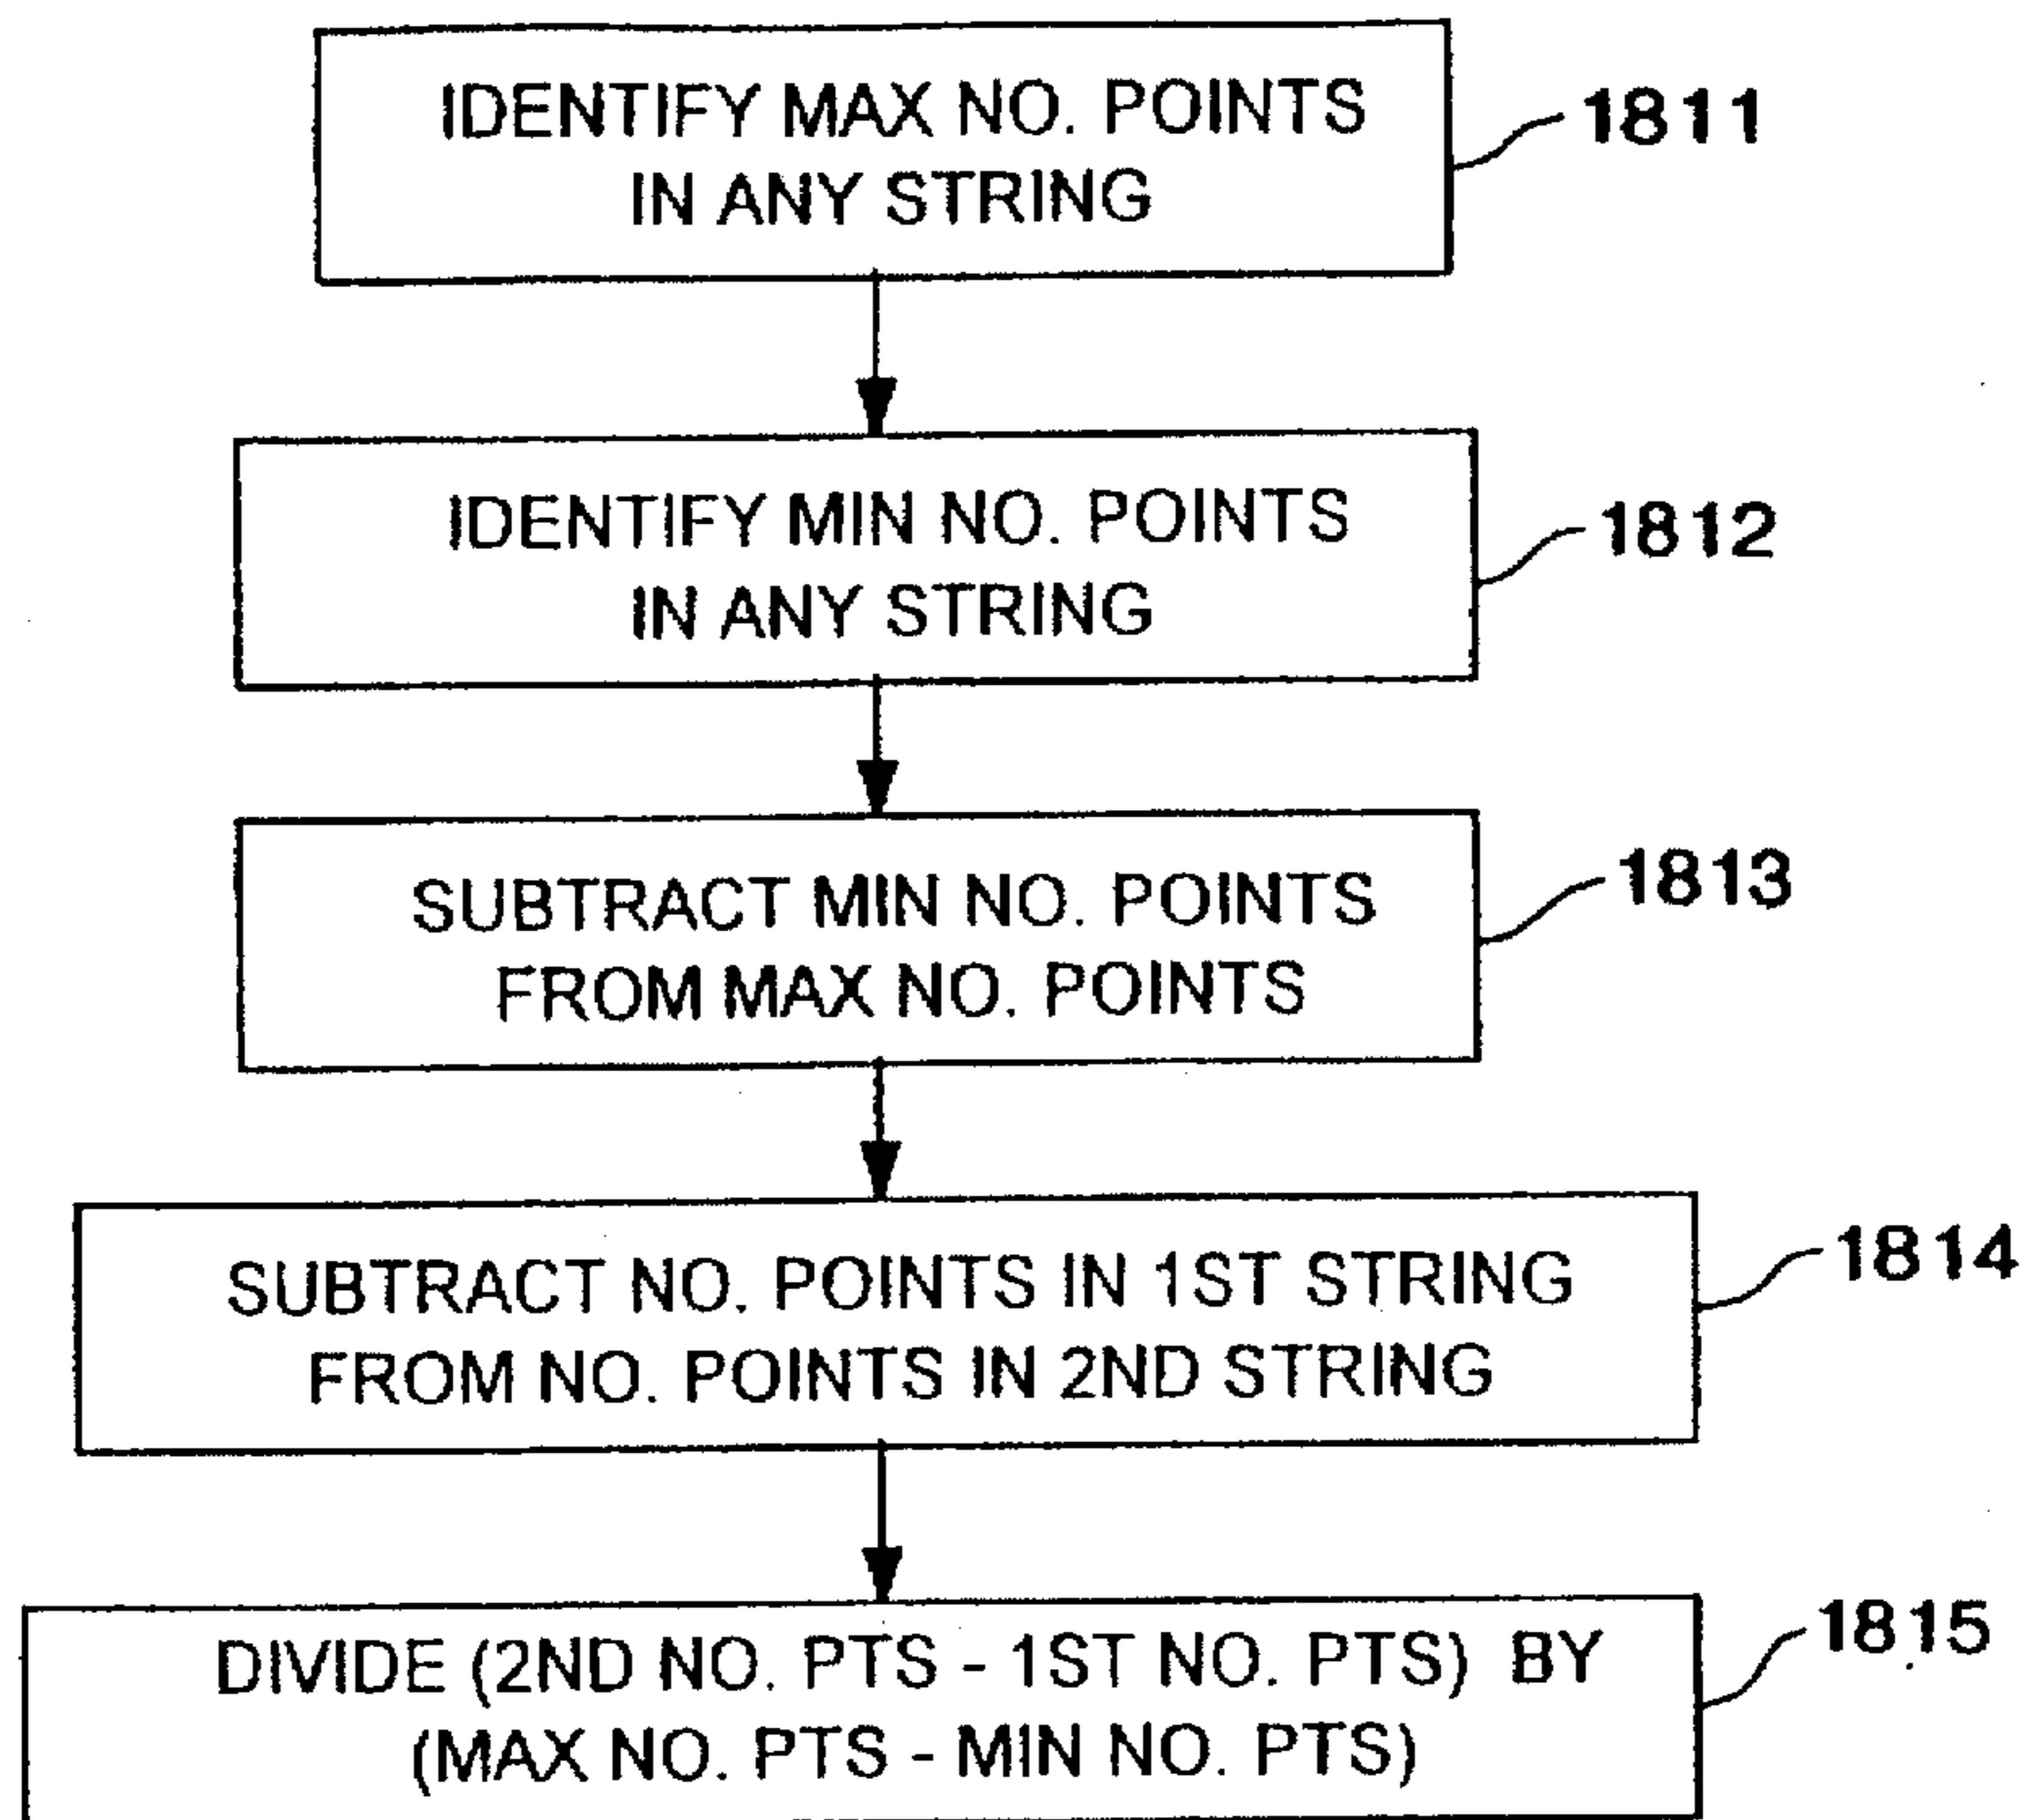 IDENTIFY MAX NO. POINTS
IN ANY STRING
1811
IDENTIFY MIN NO. POINTS
IN ANY STRING
1812
SUBTRACT MIN NO. POINTS
FROM MAX NO. POINTS
1813
SUBTRACT NO. POINTS IN 1ST STRING
FROM NO. POINTS IN 2ND STRING
1814
DIVIDE (2ND NO. PTS - 1ST NO. PTS) BY
(MAX NO. PTS - MIN NO. PTS)
1815